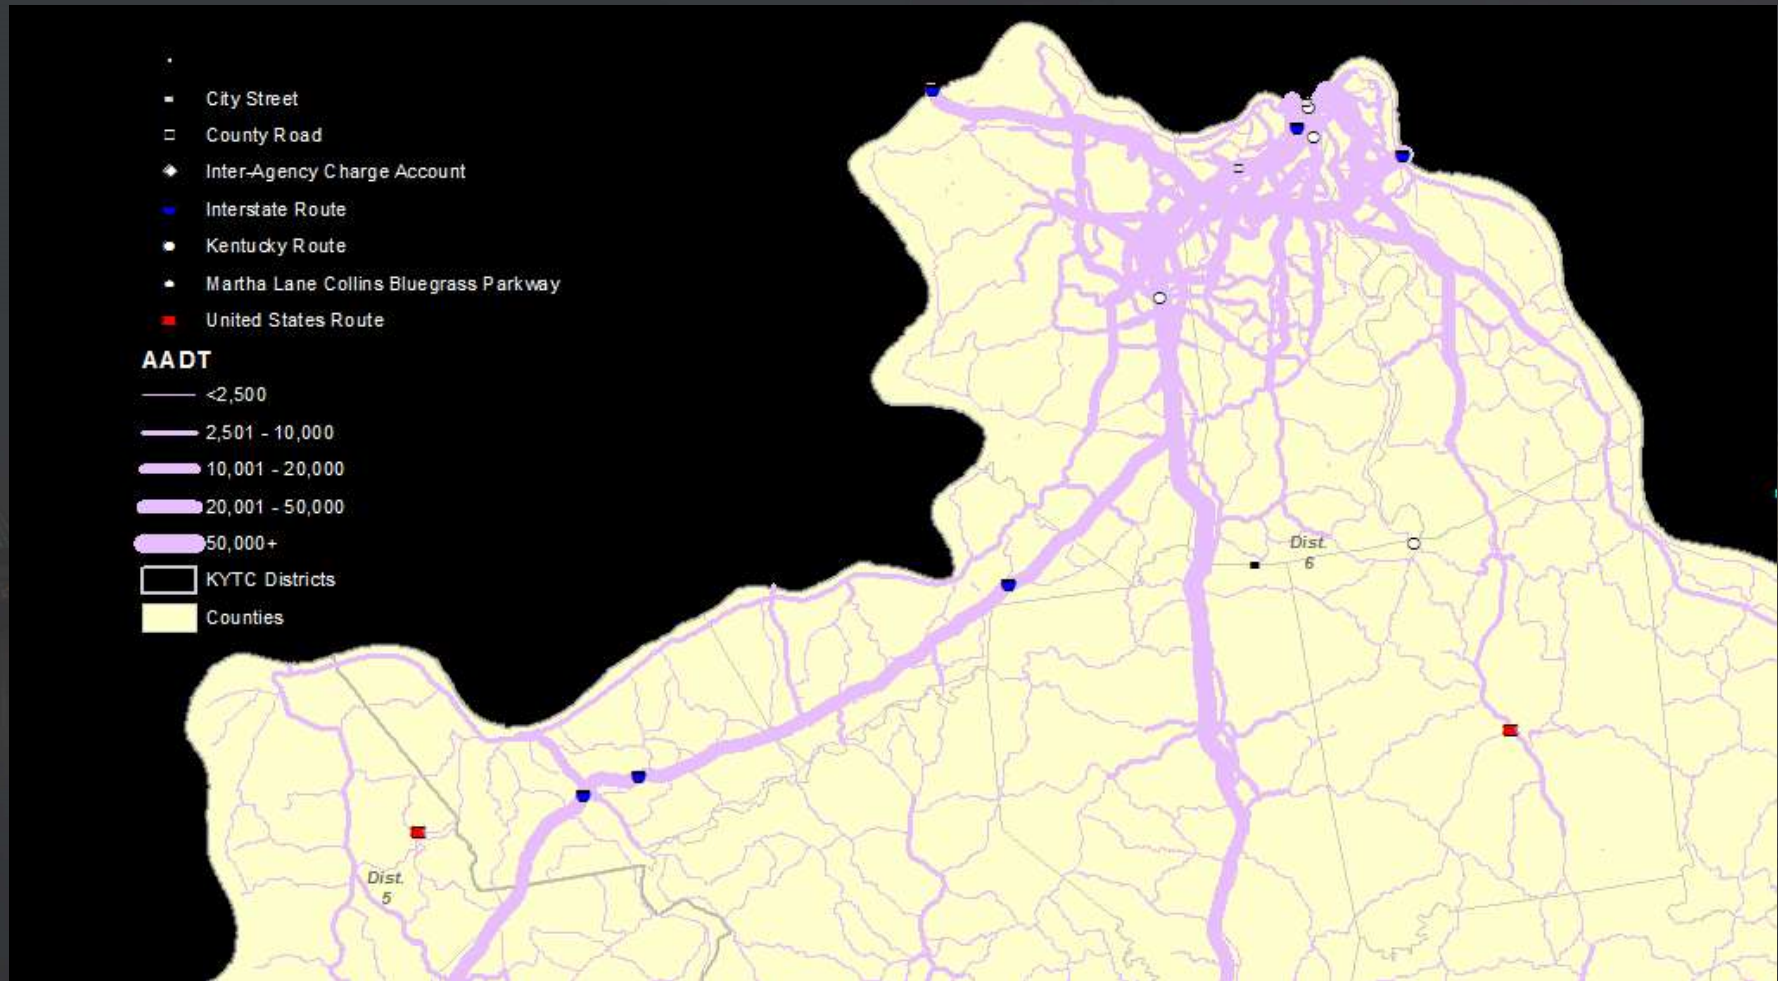 City Street
County Road
Inter-Agency Charge Account
Interstate Route
Kentucky Route
Martha Lane Collins Bluegrass Parkway
United States Route
AADT
<2,500
2,501 - 10,000
10,001 - 20,000
20,001 - 50,000
50,000+
KYTC Districts
Counties
Dist.
6
Dist.
5